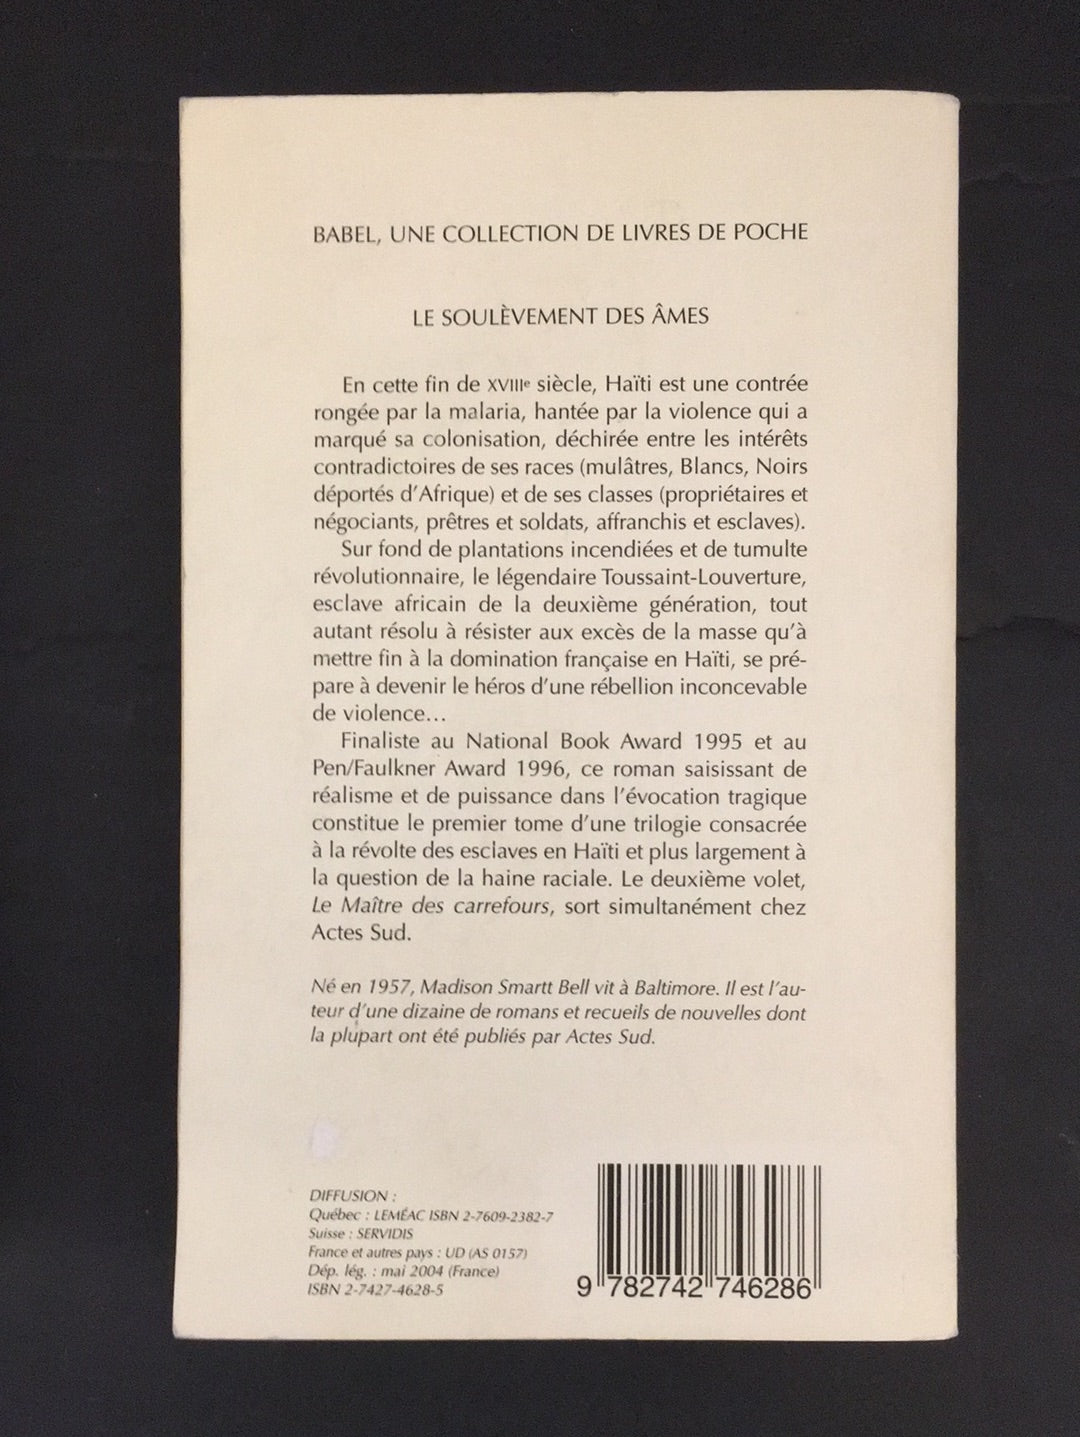 BABEL, UNE COLLECTION DE LIVRES DE POCHE
LE SOULÈVEMENT DES ÂMES
En cette fin de XVIIIe siècle, Haïti est une contrée
rongée par la malaria, hantée par la violence qui a
marqué sa colonisation, déchirée entre les intérêts
contradictoires de ses races (mulâtres, Blancs, Noirs
déportés d'Afrique) et de ses classes (propriétaires et
négociants, prêtres et soldats, affranchis et esclaves).
Sur fond de plantations incendiées et de tumulte
révolutionnaire, le légendaire Toussaint-Louverture,
esclave africain de la deuxième génération, tout
autant résolu à résister aux excès de la masse qu'à
mettre fin à la domination française en Haïti, se pré-
pare à devenir le héros d'une rébellion inconcevable
de violence...
Finaliste au National Book Award 1995 et au
Pen/Faulkner Award 1996, ce roman saisissant de
réalisme et de puissance dans l'évocation tragique
constitue le premier tome d'une trilogie consacrée
à la révolte des esclaves en Haïti et plus largement à
la question de la haine raciale. Le deuxième volet,
Le Maître des carrefours, sort simultanément chez
Actes Sud.
Né en 1957, Madison Smartt Bell vit à Baltimore. Il est l'au-
teur d'une dizaine de romans et recueils de nouvelles dont
la plupart ont été publiés par Actes Sud.
DIFFUSION :
Québec : LEMÉAC ISBN 2-7609-2382-7
Suisse : SERVIDIS
France et autres pays : UD (AS 0157)
Dép. lég. : mai 2004 (France)
ISBN 2-7427-4628-5
9 782742 746286